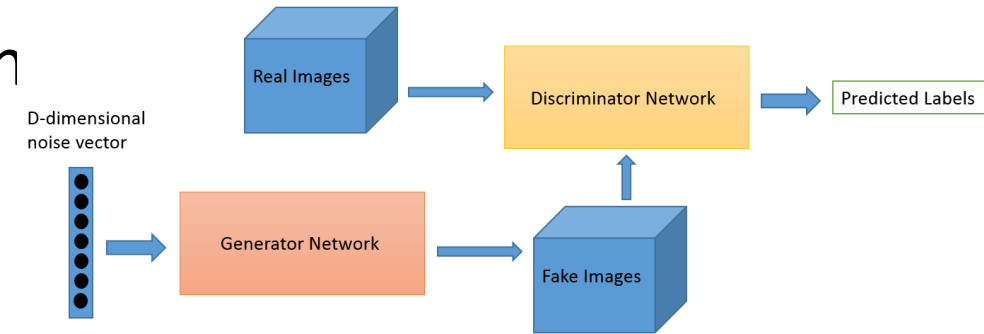 n
Real Images
Discriminator Network
Predicted Labels
D-dimensional
noise vector
Generator Network
Fake Images